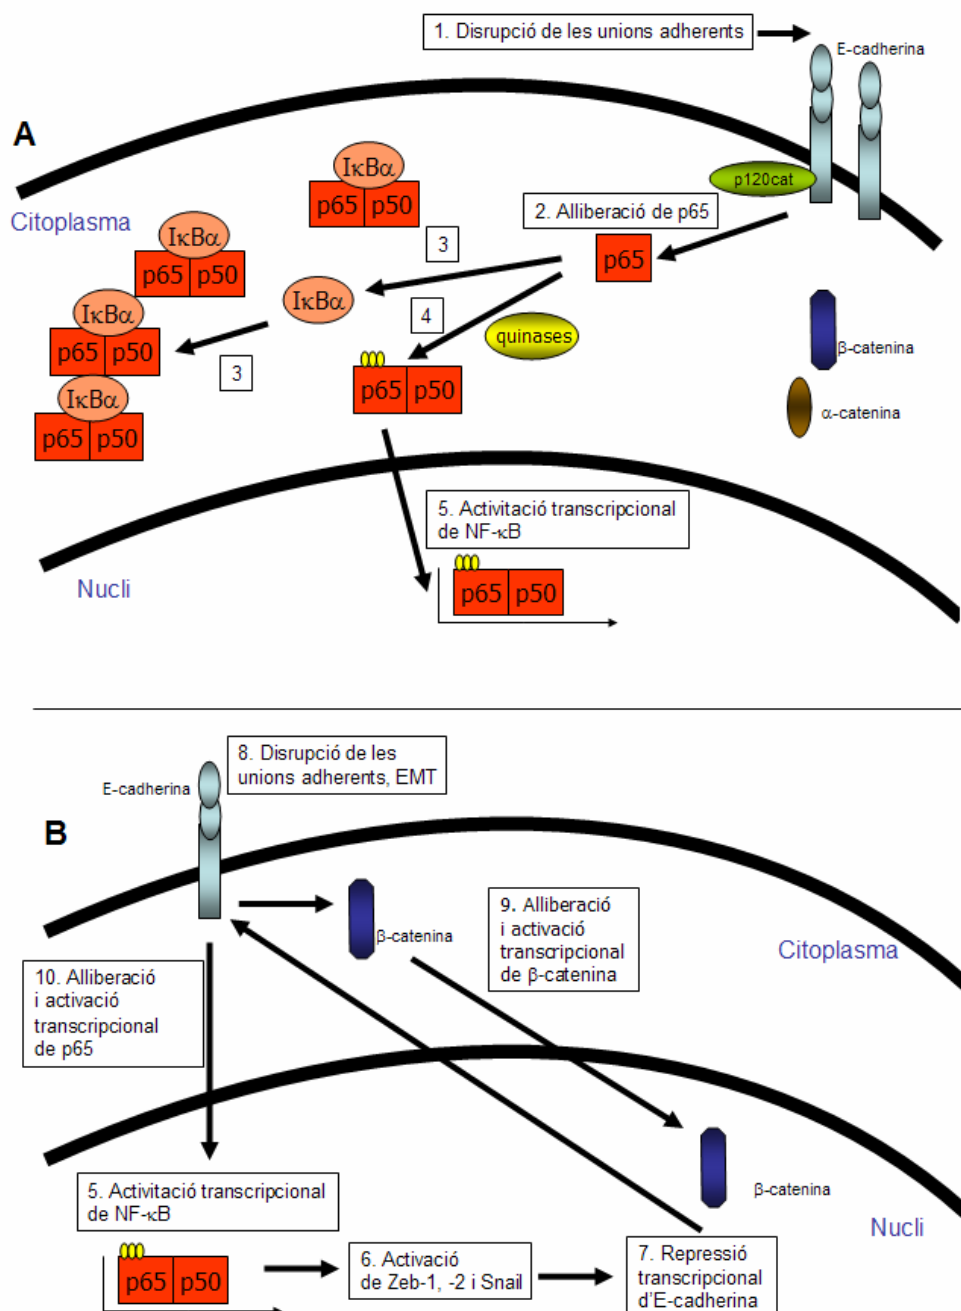 1. Disrupció de les unions adherents
E-cadherina
A
IκBα
p65 p50
p120cat
Citoplasma
2. Alliberació de p65
IκBα
p65 p50
3
p65
IκBα
IκBα
p65 p50
4
quinases
β-catenina
3
IκBα
p65 p50
p65 p50
α-catenina
5. Activitació transcripcional
de NF-κB
Nucli
p65 p50
8. Disrupció de les
unions adherents, EMT
E-cadherina
B
9. Alliberació
i activació
transcripcional
de β-catenina
β-catenina
Citoplasma
10. Alliberació
i activació
transcripcional
de p65
5. Activitació transcripcional
de NF-κB
β-catenina
Nucli
p65 p50
6. Activació
de Zeb-1, -2 i Snail
7. Repressió
transcripcional
d'E-cadherina